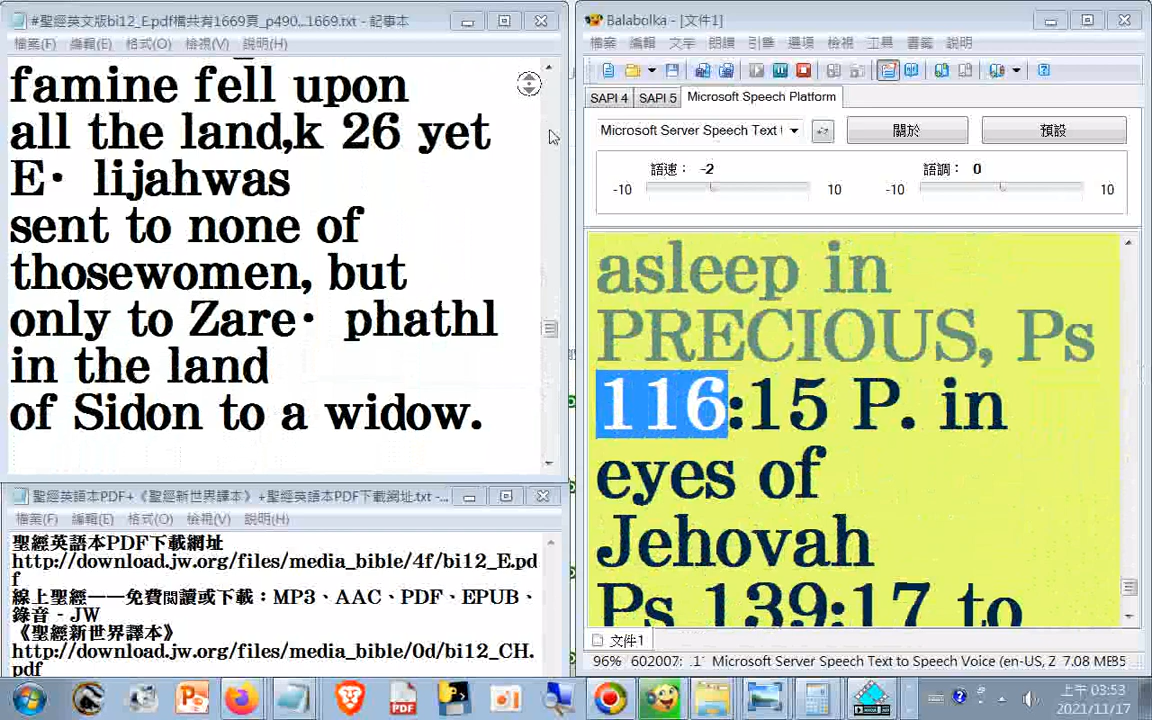 #聖經英文版bi12_E.pdf檔共有1669頁_p490,..1669.txt - 記事本
檔案(F) 編輯(E) 格式(O) 檢視(V) 說明(H)
famine fell upon
all the land,k 26 yet
E· lijahwas
sent to none of
thosewomen, but
only to Zare· phathl
in the land
of Sidon to a widow.
聖經英語本PDF+《聖經新世界譯本》+聖經英語本PDF下載網址.txt -...
檔案(F) 編輯(E) 格式(O) 檢視(V) 說明(H)
聖經英語本PDF下載網址
http://download.jw.org/files/media_bible/4f/bi12_E.pd
f
線上聖經——免費閱讀或下載：MP3、AAC、PDF、EPUB、
錄音 - JW
《聖經新世界譯本》
http://download.jw.org/files/media_bible/0d/bi12_CH.
pdf
Balabolka - [文件1]
檔案 編輯 文字 朗讀 引擎 選項 檢視 工具 書籤 說明
SAPI 4 SAPI 5 Microsoft Speech Platform
Microsoft Server Speech Text
關於 預設
語速： -2 語調： 0
-10 10 -10 10
asleep in
PRECIOUS, Ps
116:15 P. in
eyes of
Jehovah
Ps 139:17 to
文件1
96% 602007: Microsoft Server Speech Text to Speech Voice (en-US, Z 7.08 MB
PDF
上午 03:53
2021/11/17